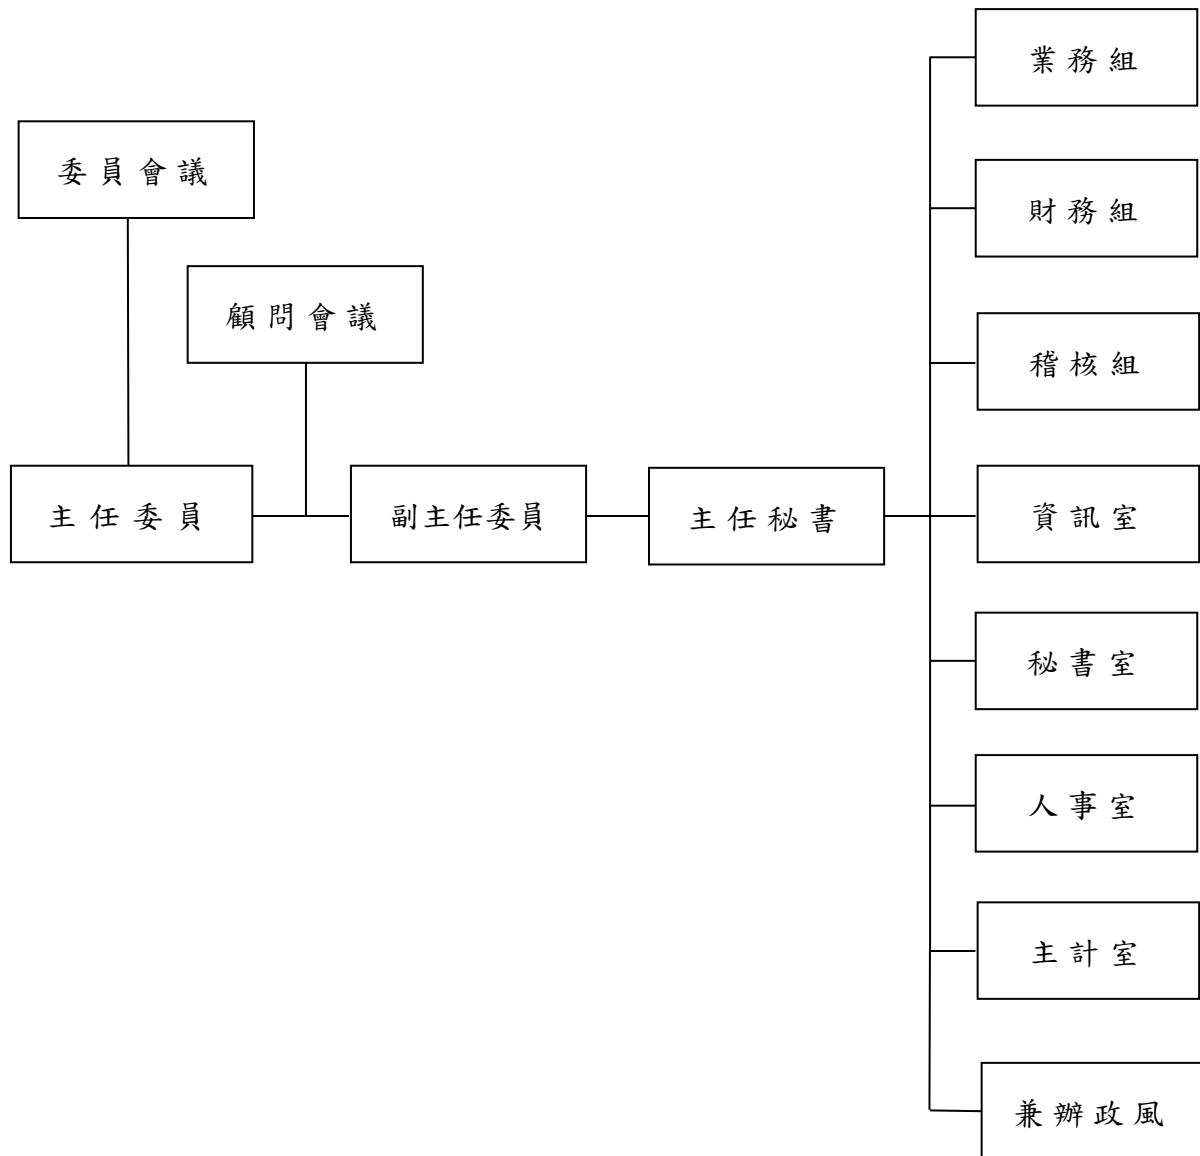 委員會議
顧問會議
主任委員
副主任委員
主任秘書
業務組
財務組
稽核組
資訊室
秘書室
人事室
主計室
兼辦政風